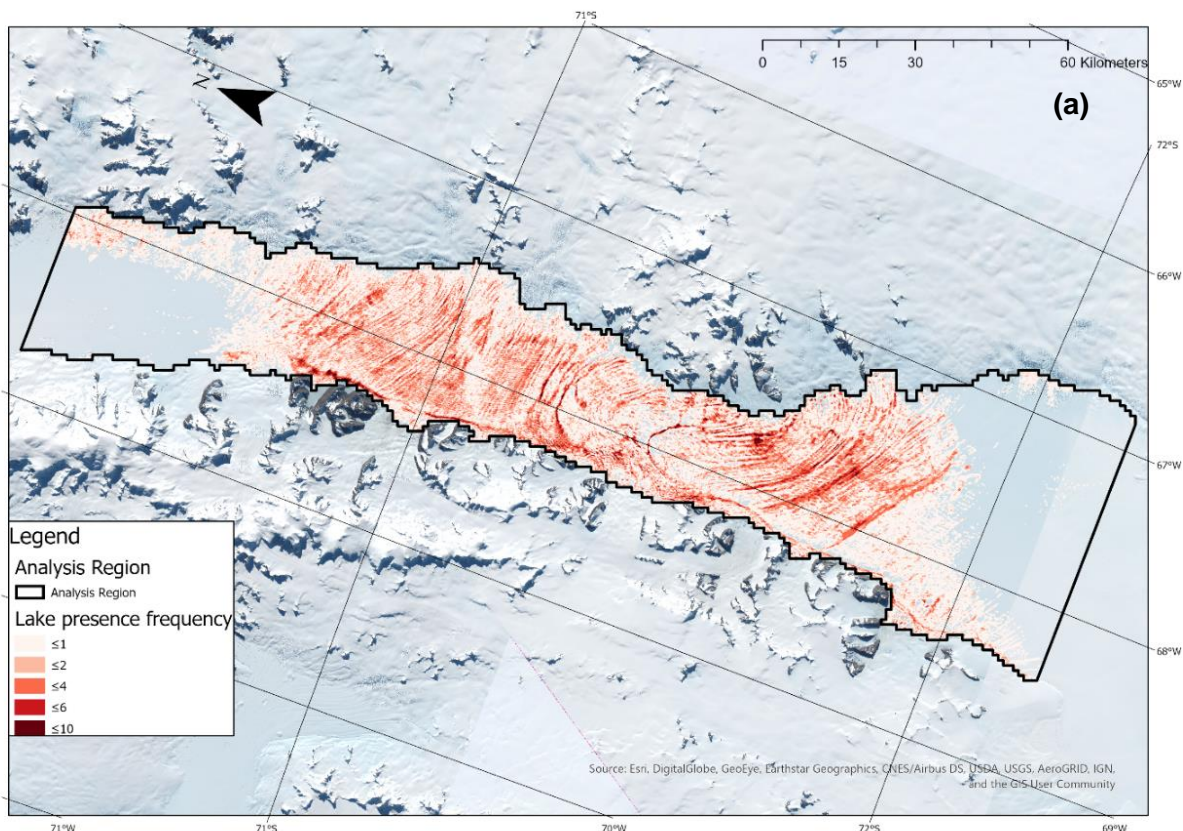 71°S
0 15 30 60 Kilometers
N
(a)
65°W
72°S
66°W
67°W
68°W
Legend
Analysis Region
Analysis Region
Lake presence frequency
≤1
≤2
≤4
≤6
≤10
Source: Esri, DigitalGlobe, GeoEye, Earthstar Geographics, CNES/Airbus DS, USDA, USGS, AeroGRID, IGN,
and the GIS User Community
71°W
71°S
70°W
72°S
69°W